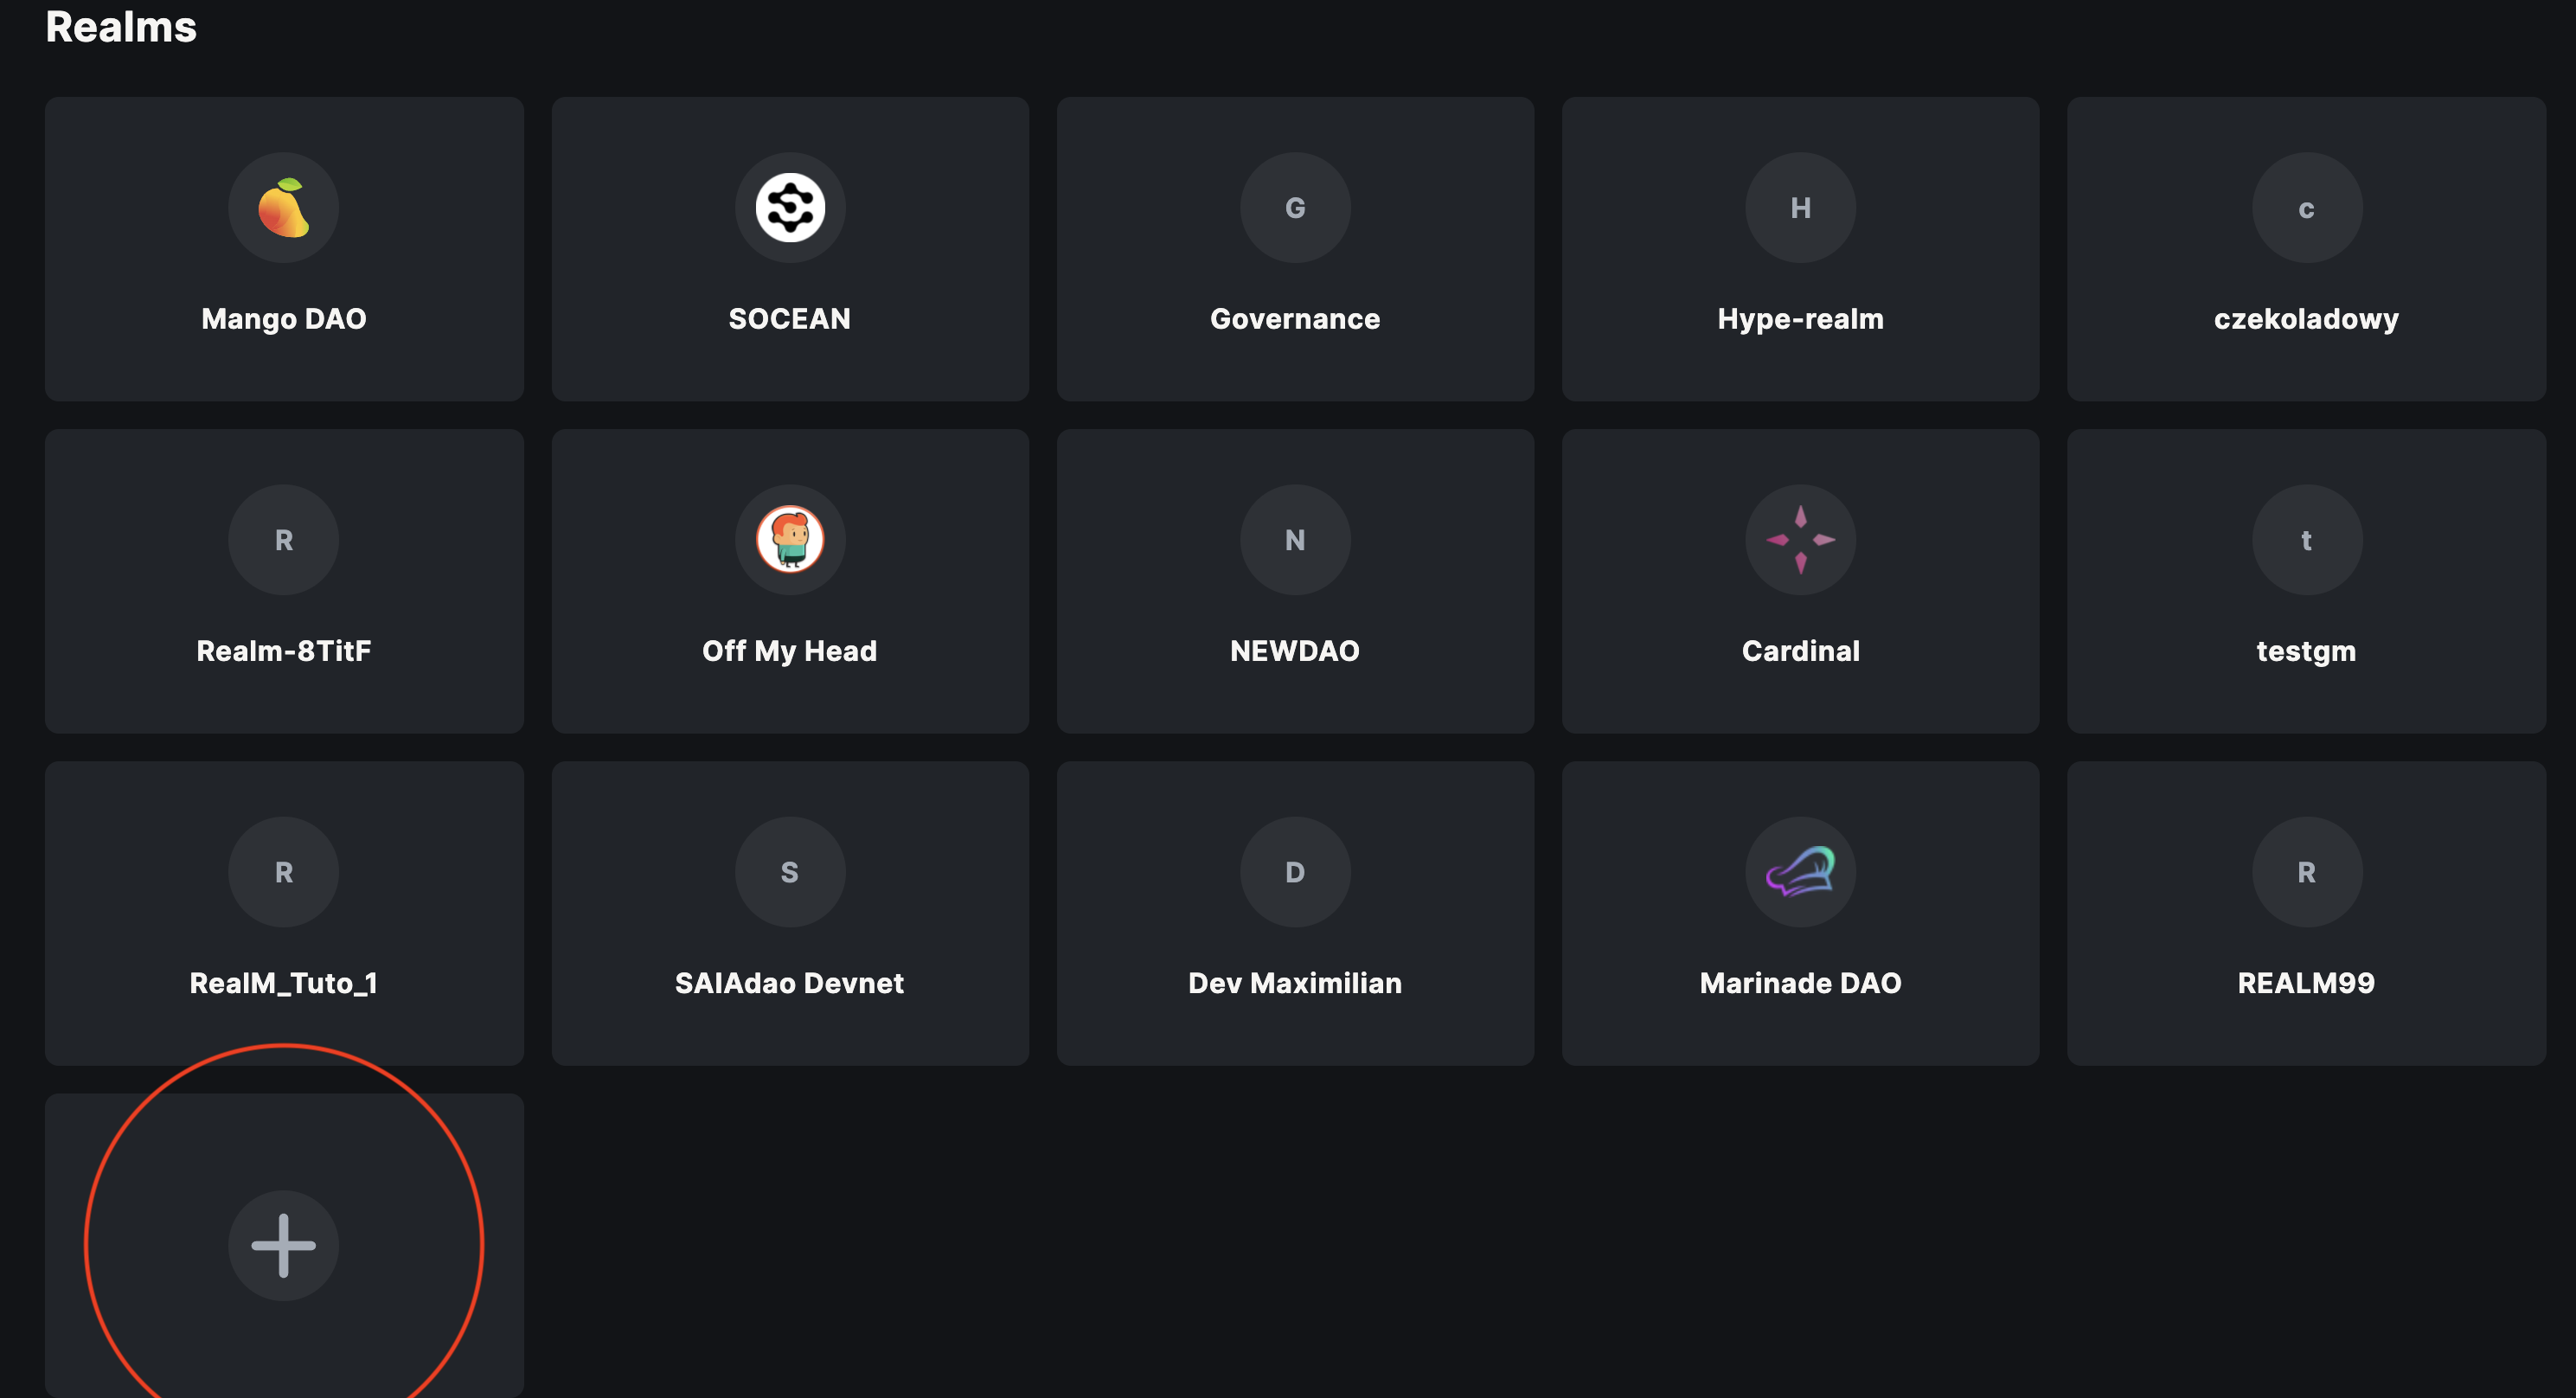 Realms
Mango DAO
SOCEAN
G
Governance
H
Hype-realm
c
czekoladowy
R
Realm-8TitF
Off My Head
N
NEWDAO
Cardinal
t
testgm
R
RealM_Tuto_1
S
SAIAdao Devnet
D
Dev Maximilian
Marinade DAO
R
REALM99